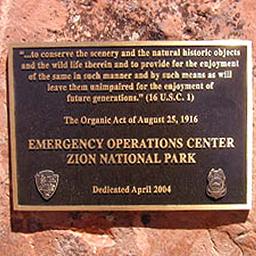 "...to conserve the scenery and the natural historic objects
and the wild life therein and to provide for the enjoyment
of the same in such manner and by such means as will
leave them unimpaired for the enjoyment of
future generations." (16 U.S.C. 1)
The Organic Act of August 25, 1916
EMERGENCY OPERATIONS CENTER
ZION NATIONAL PARK
Dedicated April 2004